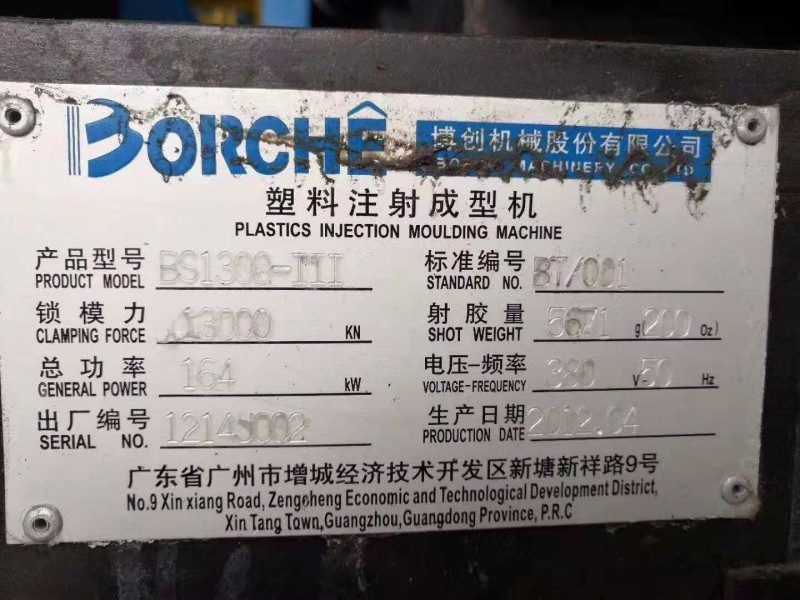 BORCHÊ 博创机械股份有限公司
MACHINERY CO LTD
塑料注射成型机
PLASTICS INJECTION MOULDING MACHINE
产品型号 BS1300-III 标准编号 BT/001
PRODUCT MODEL STANDARD NO.
锁模力 13000 KN 射胶量 5671 g(200 Oz)
CLAMPING FORCE SHOT WEIGHT
总功率 164 kW 电压-频率 380 V 50 Hz
GENERAL POWER VOLTAGE-FREQUENCY
出厂编号 生产日期 2012.04
SERIAL NO. PRODUCTION DATE
广东省广州市增城经济技术开发区新塘新祥路9号
No.9 Xin xiang Road, Zengcheng Economic and Technological Development District,
Xin Tang Town,Guangzhou,Guangdong Province, P.R.C